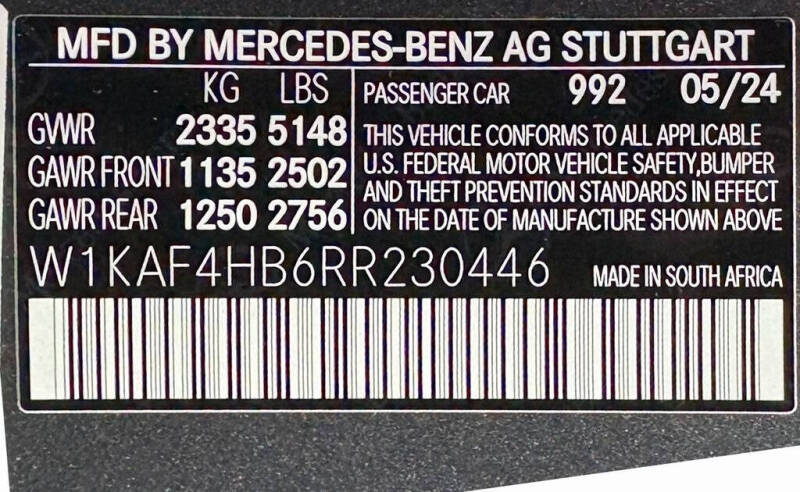 MFD BY MERCEDES-BENZ AG STUTTGART
KG LBS
GVWR 2335 5148
GAWR FRONT 1135 2502
GAWR REAR 1250 2756
PASSENGER CAR 992 05/24
THIS VEHICLE CONFORMS TO ALL APPLICABLE
U.S. FEDERAL MOTOR VEHICLE SAFETY,BUMPER
AND THEFT PREVENTION STANDARDS IN EFFECT
ON THE DATE OF MANUFACTURE SHOWN ABOVE
W1KAF4HB6RR230446 MADE IN SOUTH AFRICA